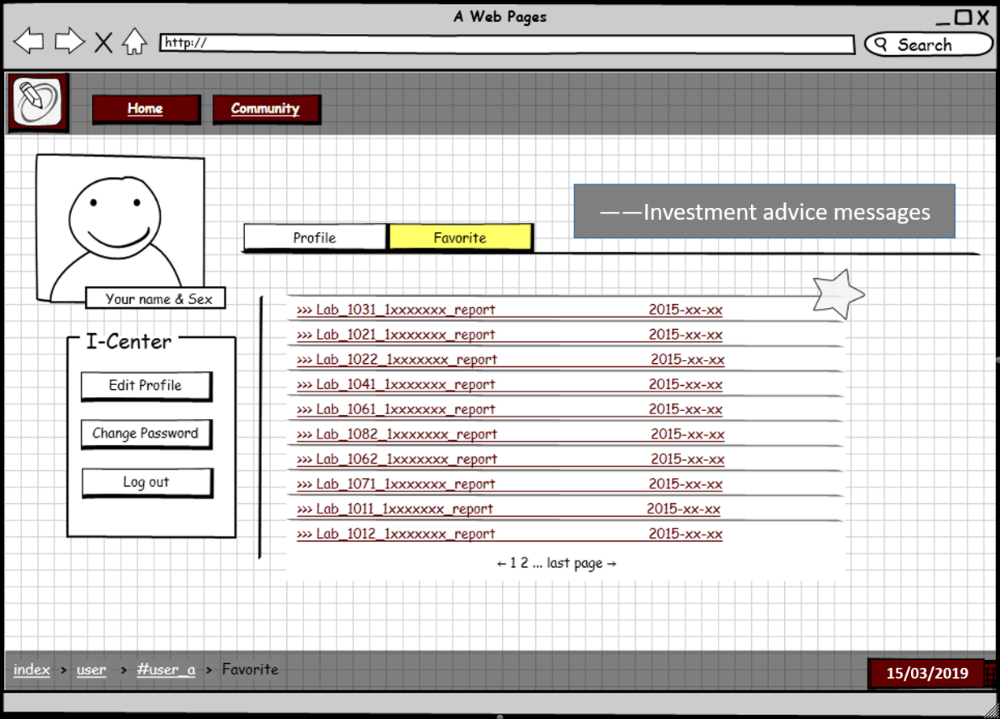 A Web Pages
http://
Search
Home
Community
——Investment advice messages
Profile
Favorite
Your name & Sex
I-Center
Edit Profile
Change Password
Log out
>>> Lab_1031_1xxxxxxx_report 2015-xx-xx
>>> Lab_1021_1xxxxxxx_report 2015-xx-xx
>>> Lab_1022_1xxxxxxx_report 2015-xx-xx
>>> Lab_1041_1xxxxxxx_report 2015-xx-xx
>>> Lab_1061_1xxxxxxx_report 2015-xx-xx
>>> Lab_1082_1xxxxxxx_report 2015-xx-xx
>>> Lab_1062_1xxxxxxx_report 2015-xx-xx
>>> Lab_1071_1xxxxxxx_report 2015-xx-xx
>>> Lab_1011_1xxxxxxx_report 2015-xx-xx
>>> Lab_1012_1xxxxxxx_report 2015-xx-xx
← 1 2 ... last page →
index > user > #user_a > Favorite
15/03/2019